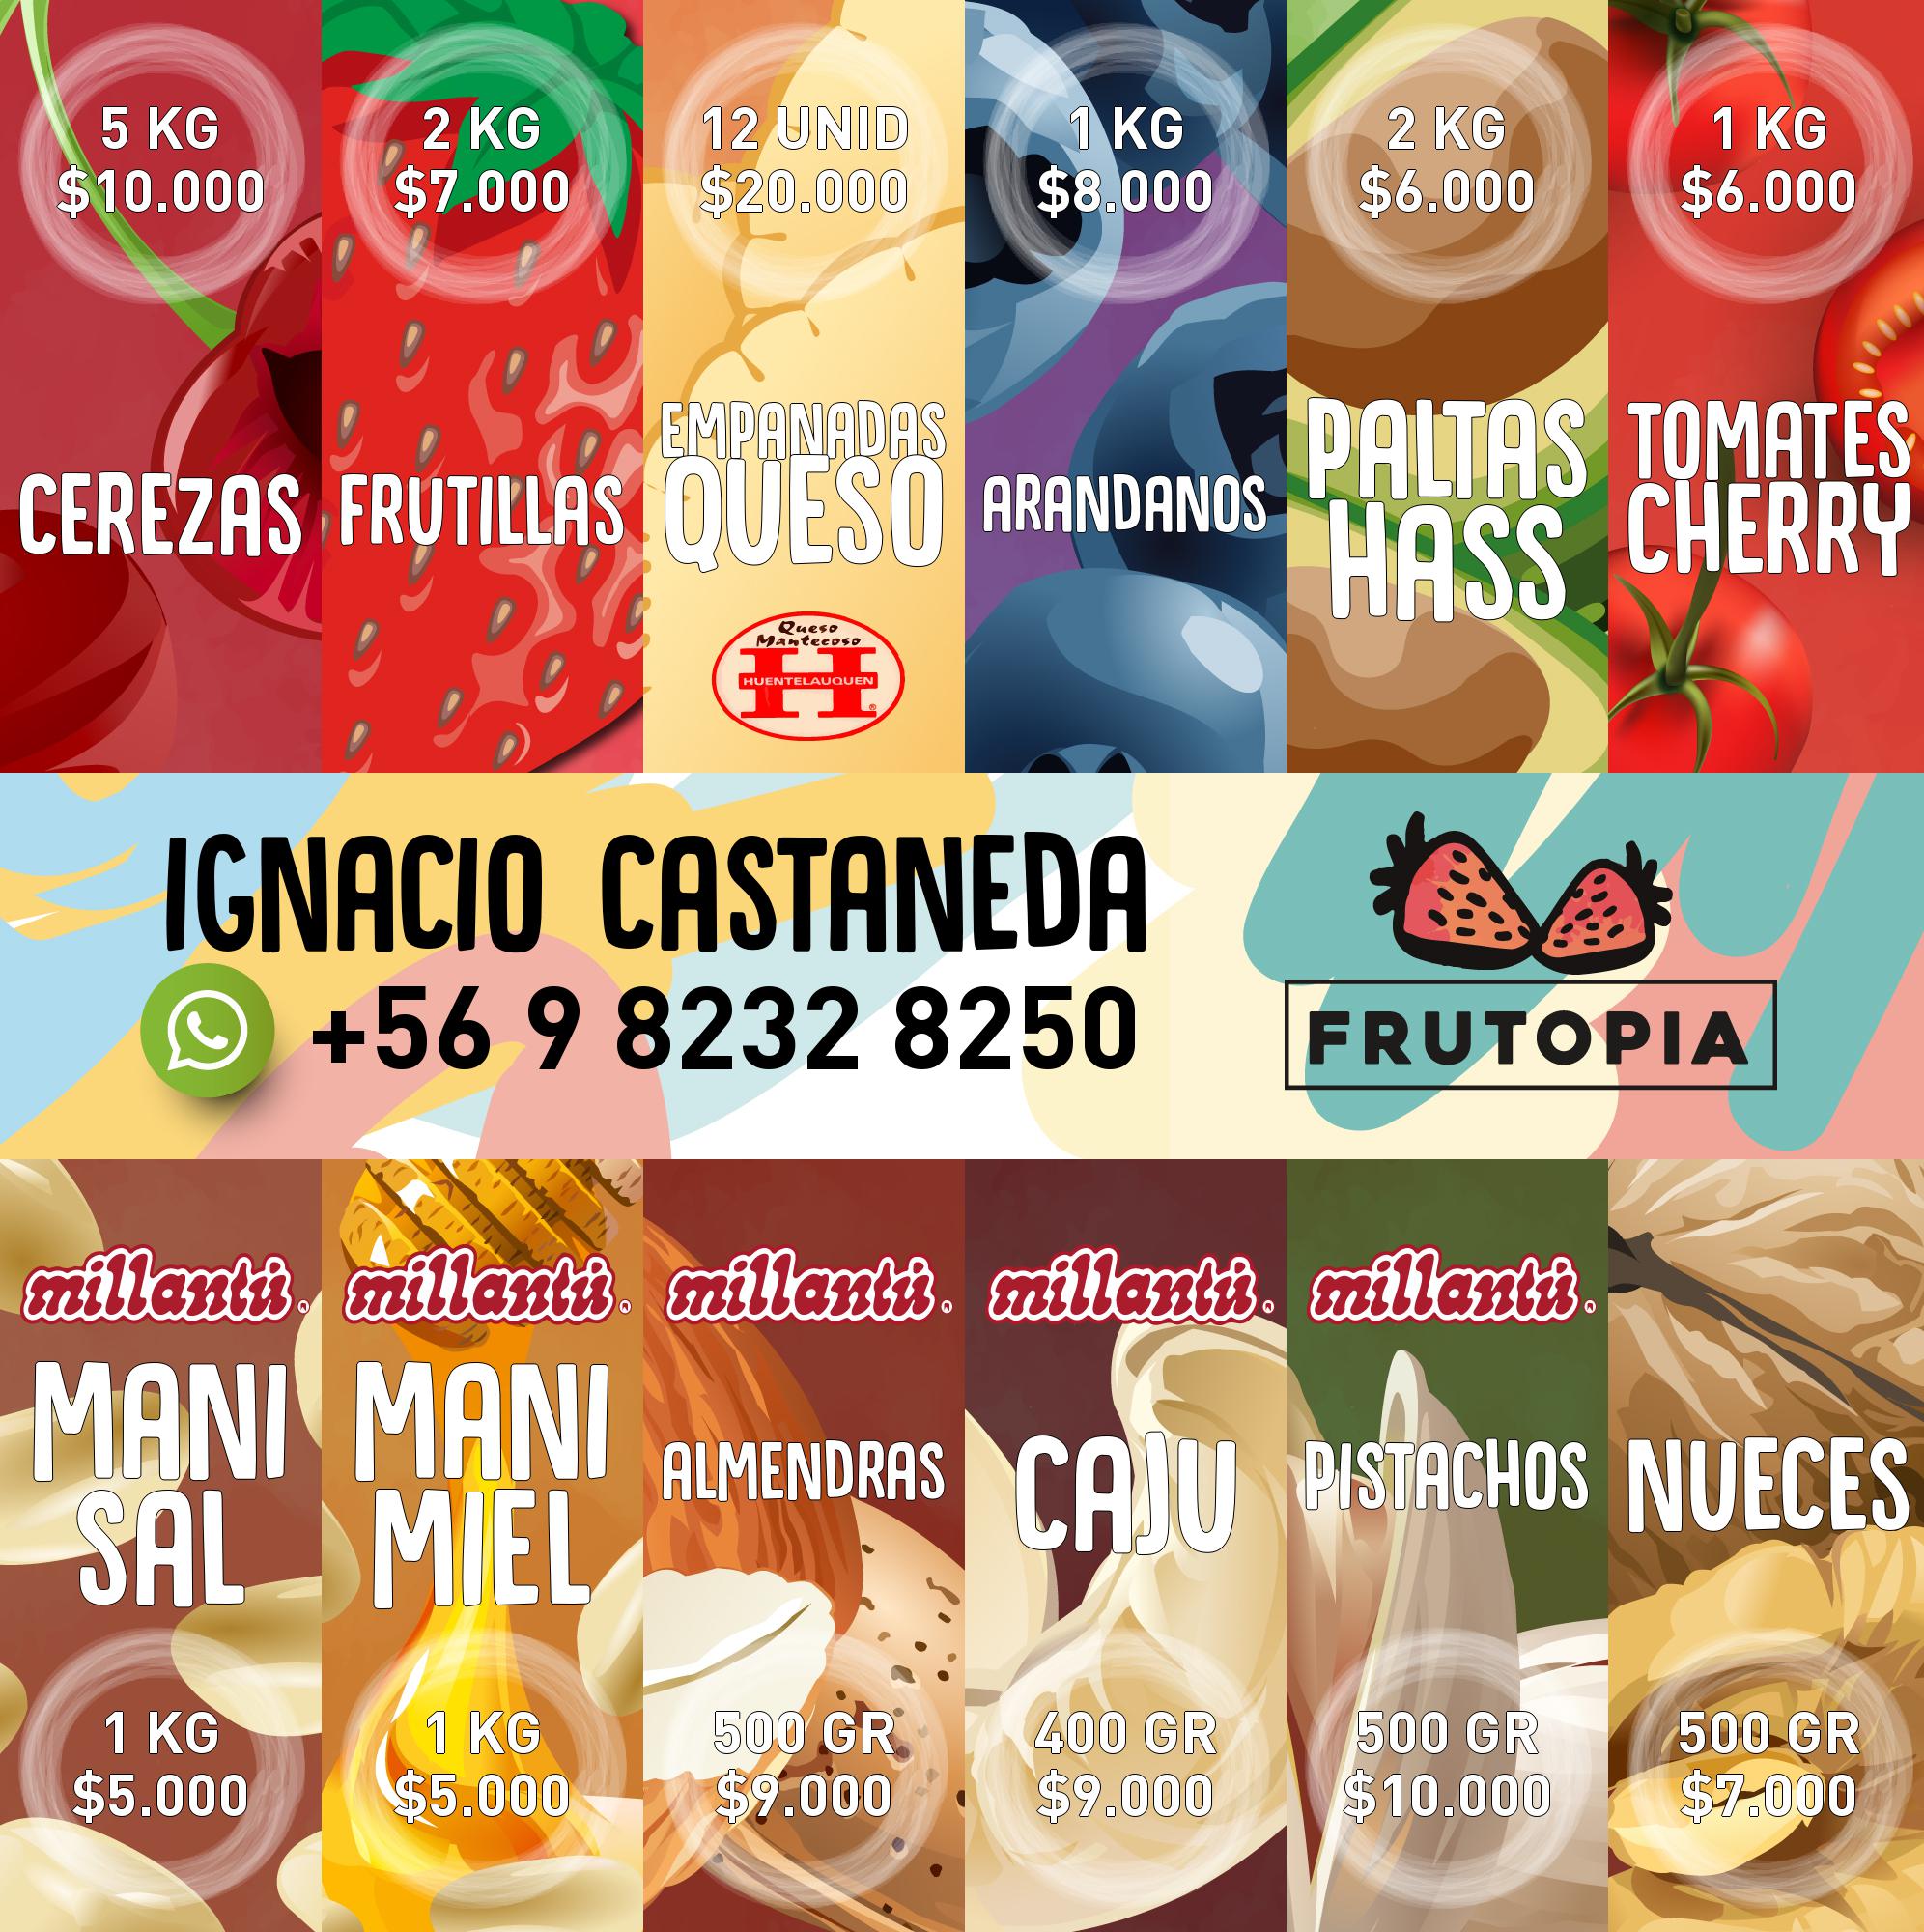 5 KG
$10.000
CEREZAS
2 KG
$7.000
FRUTILLAS
12 UNID
$20.000
EMPANADAS
QUESO
Queso
Mantecoso
H
HUENTELAUQUEN
®
1 KG
$8.000
ARANDANOS
2 KG
$6.000
PALTAS
HASS
1 KG
$6.000
TOMATES
CHERRY
IGNACIO CASTANEDA
+56 9 8232 8250
FRUTOPIA
millantú
MANI
SAL
1 KG
$5.000
millantú
MANI
MIEL
1 KG
$5.000
millantú
ALMENDRAS
500 GR
$9.000
millantú
CAJU
400 GR
$9.000
millantú
PISTACHOS
500 GR
$10.000
NUECES
500 GR
$7.000